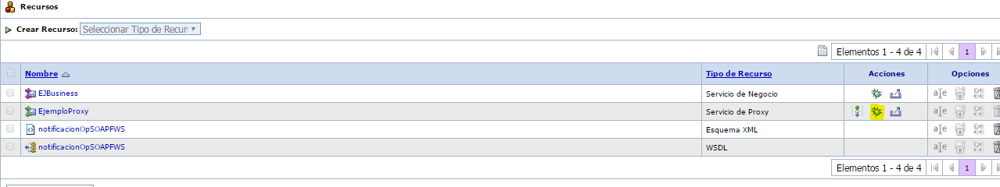 Recursos
Crear Recurso: Seleccionar Tipo de Recur
Elementos 1 - 4 de 4 1
Nombre Tipo de Recurso Acciones Opciones
EJBusiness Servicio de Negocio
EjemploProxy Servicio de Proxy
notificacionOpSOAPFWS Esquema XML
notificacionOpSOAPFWS WSDL
Elementos 1 - 4 de 4 1